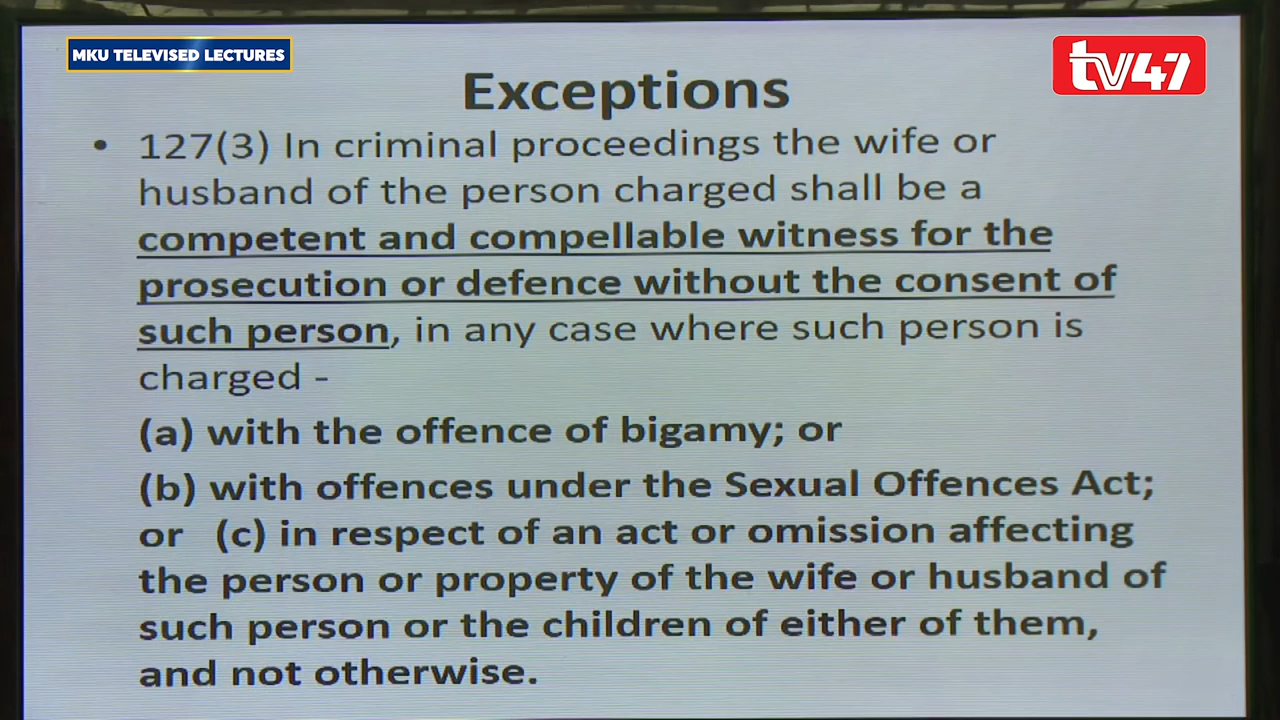 MKU TELEVISED LECTURES
tv47
Exceptions
• 127(3) In criminal proceedings the wife or
husband of the person charged shall be a
competent and compellable witness for the
prosecution or defence without the consent of
such person, in any case where such person is
charged -
(a) with the offence of bigamy; or
(b) with offences under the Sexual Offences Act;
or (c) in respect of an act or omission affecting
the person or property of the wife or husband of
such person or the children of either of them,
and not otherwise.